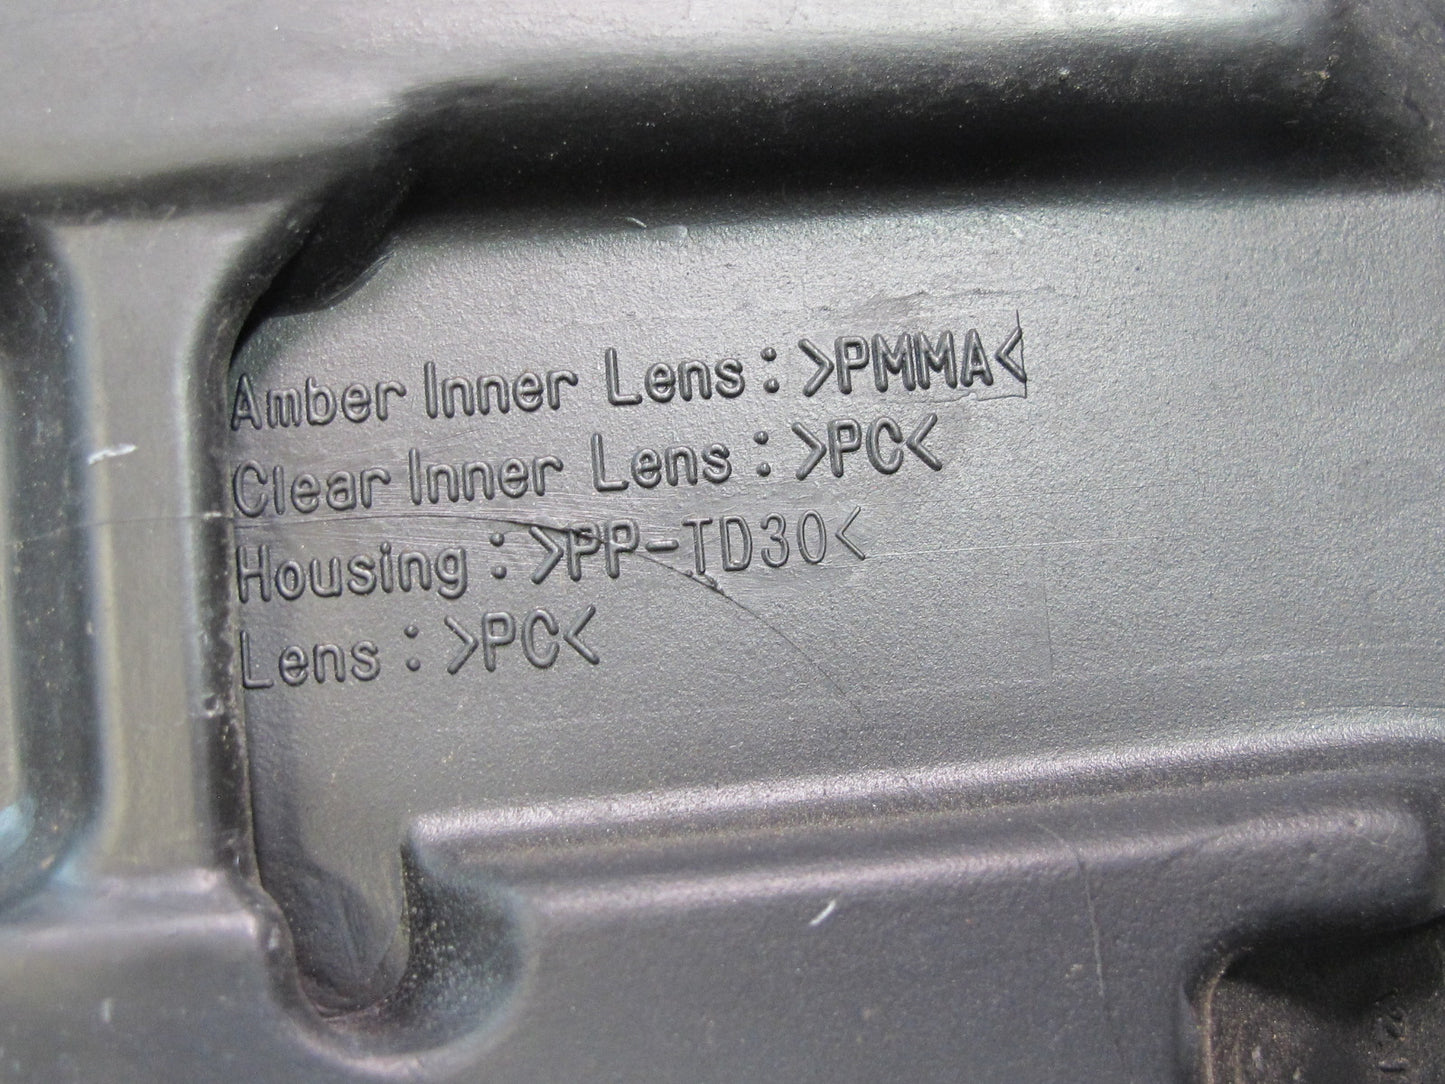 Amber Inner Lens : >PMMA<
Clear Inner Lens : >PC<
Housing : >PP-TD30<
Lens : >PC<